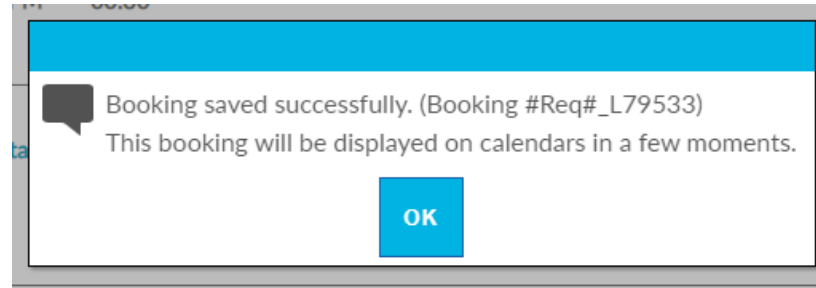 Booking saved successfully. (Booking #Req#_L79533)
This booking will be displayed on calendars in a few moments.
OK